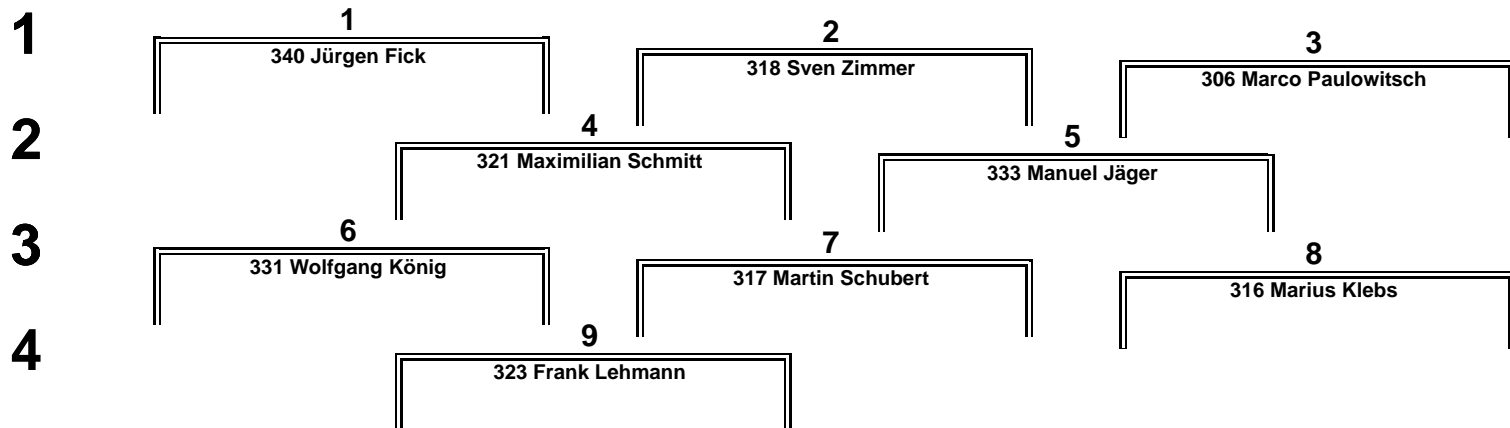 1
1
340 Jürgen Fick
2
318 Sven Zimmer
3
306 Marco Paulowitsch
2
4
321 Maximilian Schmitt
5
333 Manuel Jäger
3
6
331 Wolfgang König
7
317 Martin Schubert
8
316 Marius Klebs
4
9
323 Frank Lehmann